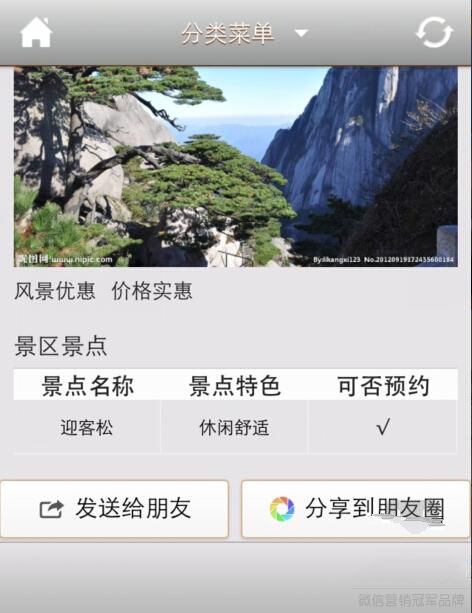 分类菜单
昵图网 www.nipic.com By:likangxi123 No.20120919172435600184
风景优惠 价格实惠
景区景点
景点名称 景点特色 可否预约
迎客松 休闲舒适 √
发送给朋友 分享到朋友圈
微信营销冠军品牌